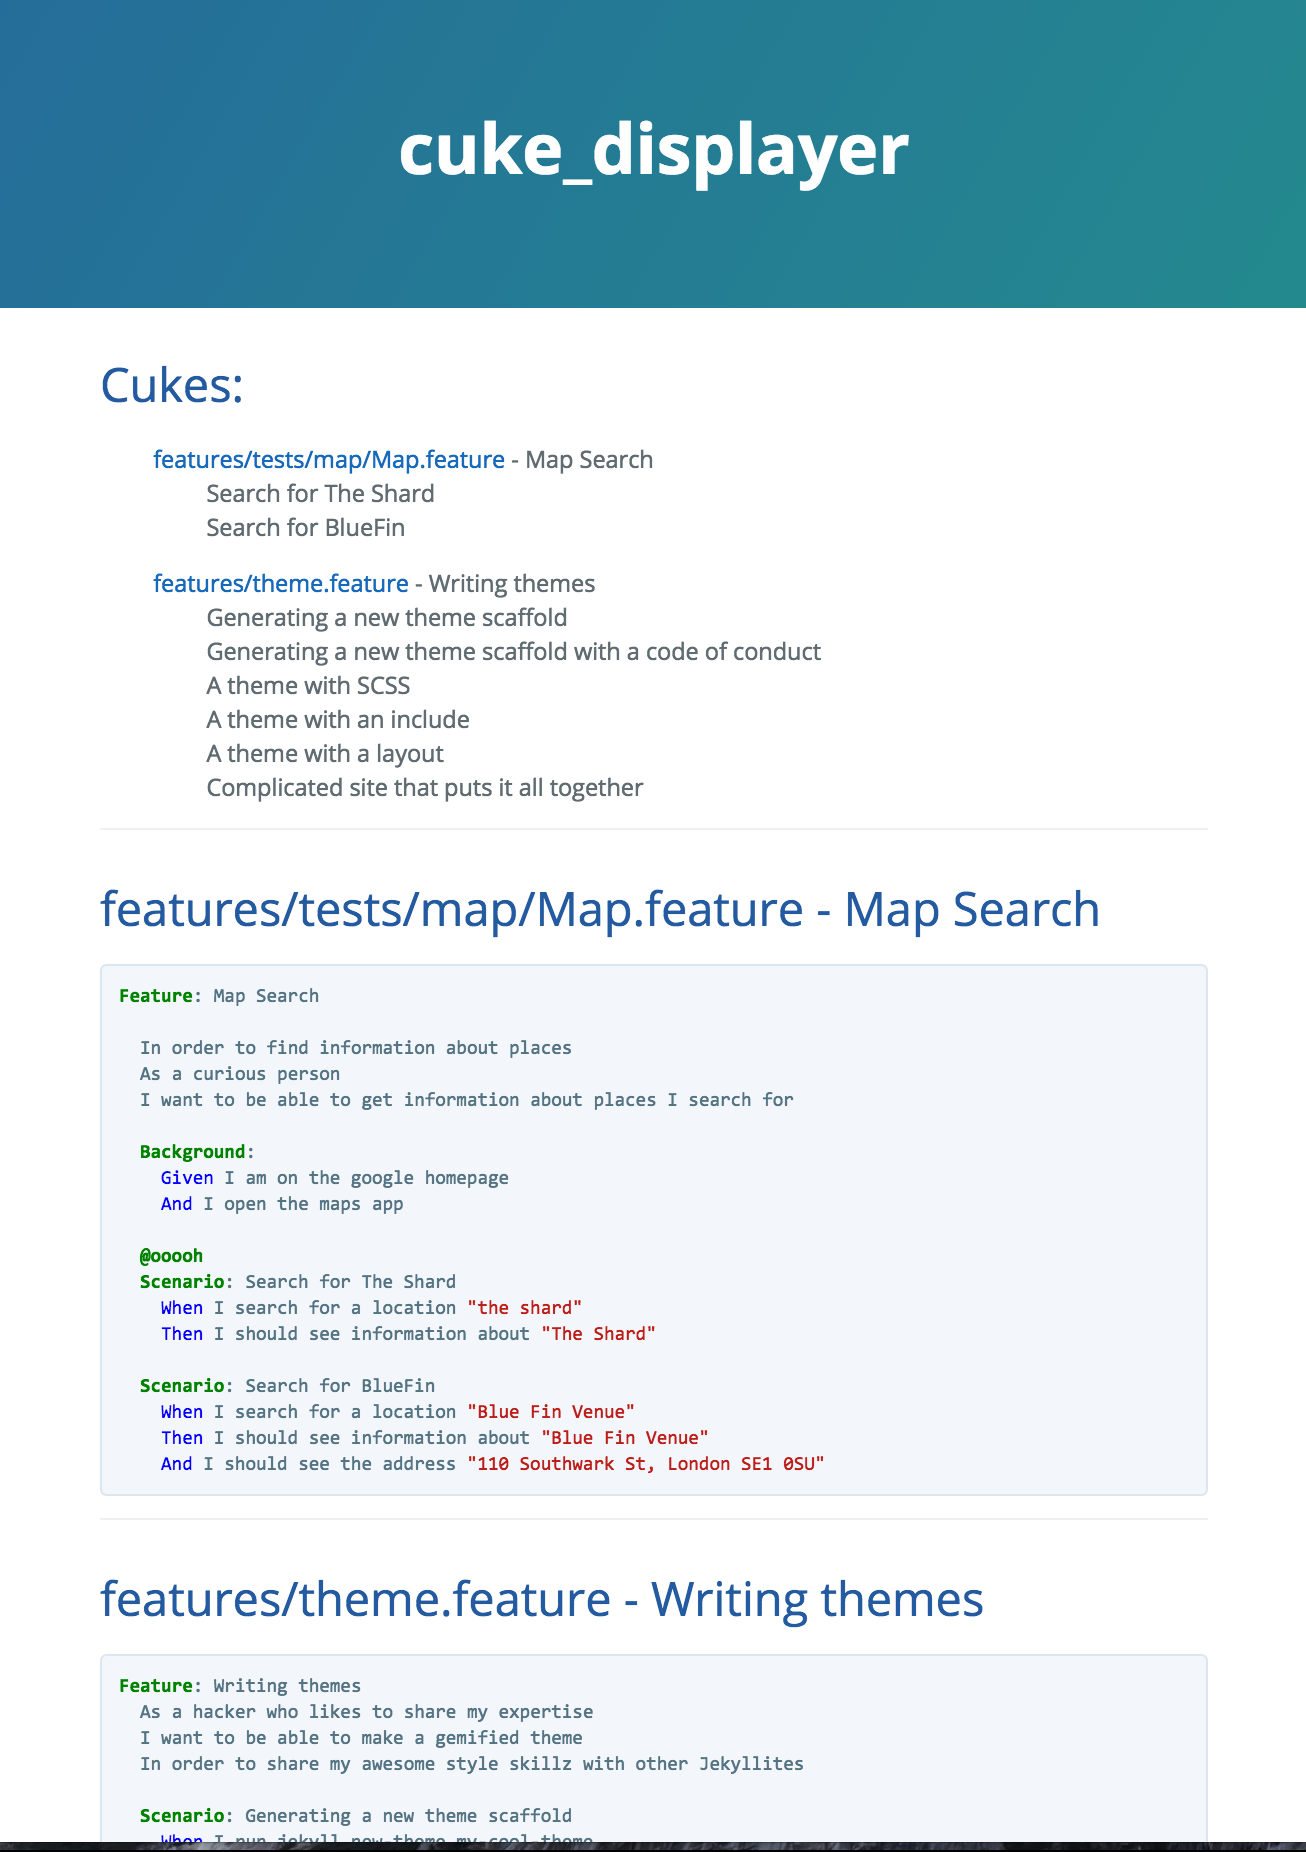 cuke_displayer
Cukes:
features/tests/map/Map.feature - Map Search
Search for The Shard
Search for BlueFin
features/theme.feature - Writing themes
Generating a new theme scaffold
Generating a new theme scaffold with a code of conduct
A theme with SCSS
A theme with an include
A theme with a layout
Complicated site that puts it all together
features/tests/map/Map.feature - Map Search
Feature: Map Search
In order to find information about places
As a curious person
I want to be able to get information about places I search for
Background:
Given I am on the google homepage
And I open the maps app
@ooooh
Scenario: Search for The Shard
When I search for a location "the shard"
Then I should see information about "The Shard"
Scenario: Search for BlueFin
When I search for a location "Blue Fin Venue"
Then I should see information about "Blue Fin Venue"
And I should see the address "110 Southwark St, London SE1 0SU"
features/theme.feature - Writing themes
Feature: Writing themes
As a hacker who likes to share my expertise
I want to be able to make a gemified theme
In order to share my awesome style skillz with other Jekyllites
Scenario: Generating a new theme scaffold
When I run jekyll new-theme my-cool-theme